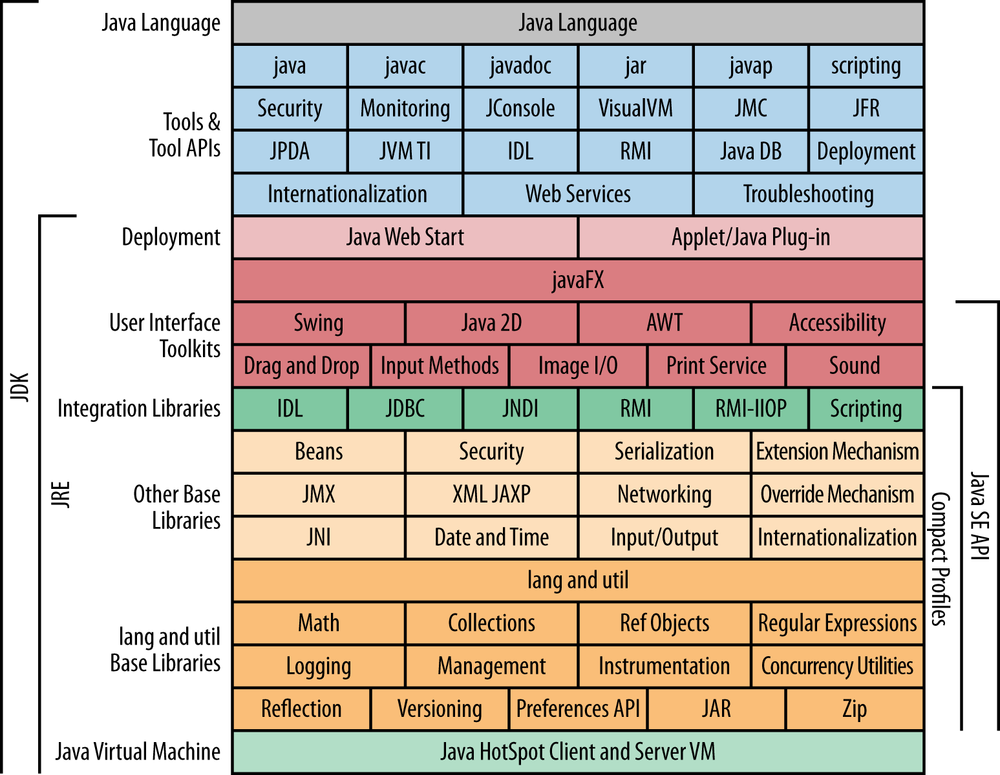 Java Language
Java Language
java javac javadoc jar javap scripting
Security Monitoring JConsole VisualVM JMC JFR
Tools &
Tool APIs
JPDA JVM TI IDL RMI Java DB Deployment
Internationalization Web Services Troubleshooting
Deployment
Java Web Start Applet/Java Plug-in
javaFX
User Interface
Toolkits
Swing Java 2D AWT Accessibility
Drag and Drop Input Methods Image I/O Print Service Sound
Integration Libraries
IDL JDBC JNDI RMI RMI-IIOP Scripting
Beans Security Serialization Extension Mechanism
Other Base
Libraries
JMX XML JAXP Networking Override Mechanism
JNI Date and Time Input/Output Internationalization
lang and util
lang and util
Base Libraries
Math Collections Ref Objects Regular Expressions
Logging Management Instrumentation Concurrency Utilities
Reflection Versioning Preferences API JAR Zip
Java Virtual Machine
Java HotSpot Client and Server VM
JDK
JRE
Compact Profiles
Java SE API